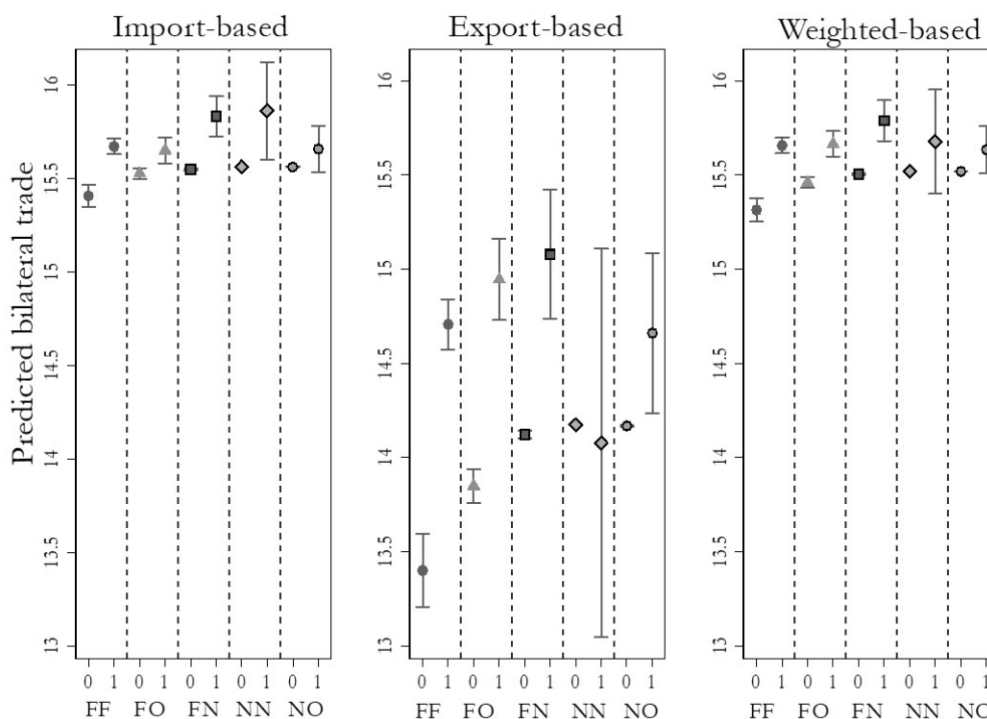 Import-based
Export-based
Weighted-based
Predicted bilateral trade
16
15.5
15
14.5
14
13.5
13
0 1 0 1 0 1 0 1 0 1
FF FO FN NN NO
16
15.5
15
14.5
14
13.5
13
0 1 0 1 0 1 0 1 0 1
FF FO FN NN NO
16
15.5
15
14.5
14
13.5
13
0 1 0 1 0 1 0 1 0 1
FF FO FN NN NO